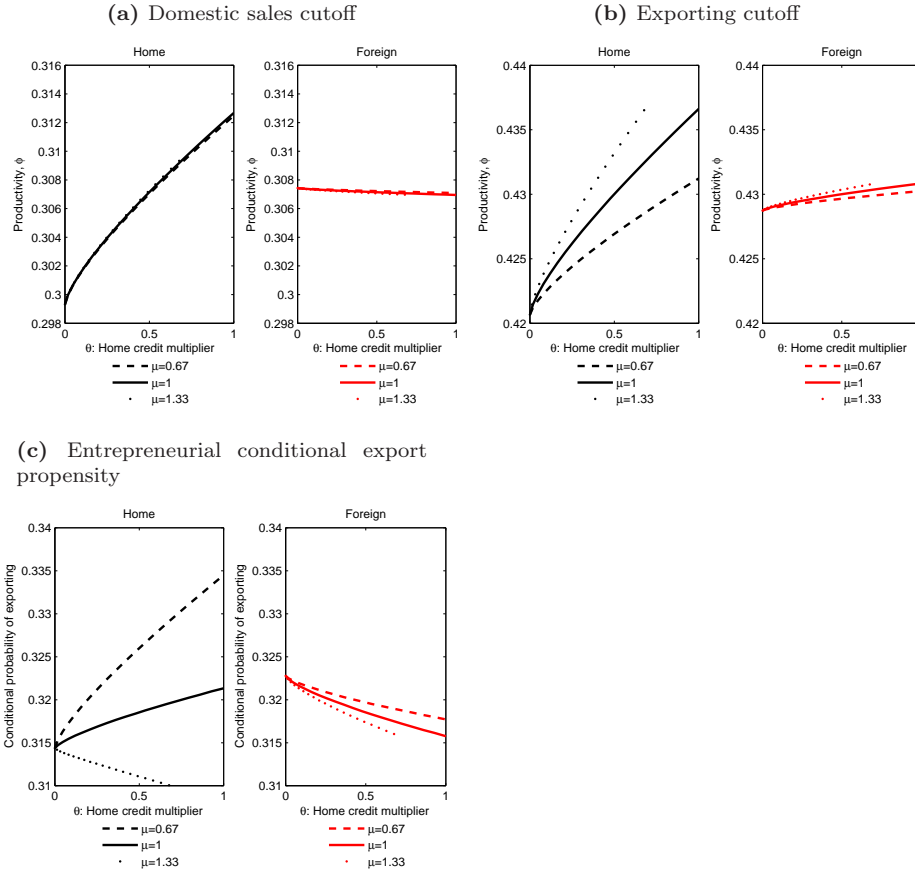 (a) Domestic sales cutoff
Home
0.316
0.314
0.312
0.31
0.308
0.306
0.304
0.302
0.3
0.298
Productivity, ϕ
0 0.5 1
θ: Home credit multiplier
μ=0.67
μ=1
μ=1.33
Foreign
0.316
0.314
0.312
0.31
0.308
0.306
0.304
0.302
0.3
0.298
Productivity, ϕ
0 0.5 1
θ: Home credit multiplier
μ=0.67
μ=1
μ=1.33
(b) Exporting cutoff
Home
0.44
0.435
0.43
0.425
0.42
Productivity, ϕ
0 0.5 1
θ: Home credit multiplier
μ=0.67
μ=1
μ=1.33
Foreign
0.44
0.435
0.43
0.425
0.42
Productivity, ϕ
0 0.5 1
θ: Home credit multiplier
μ=0.67
μ=1
μ=1.33
(c) Entrepreneurial conditional export
propensity
Home
0.34
0.335
0.33
0.325
0.32
0.315
0.31
Conditional probability of exporting
0 0.5 1
θ: Home credit multiplier
μ=0.67
μ=1
μ=1.33
Foreign
0.34
0.335
0.33
0.325
0.32
0.315
0.31
Conditional probability of exporting
0 0.5 1
θ: Home credit multiplier
μ=0.67
μ=1
μ=1.33